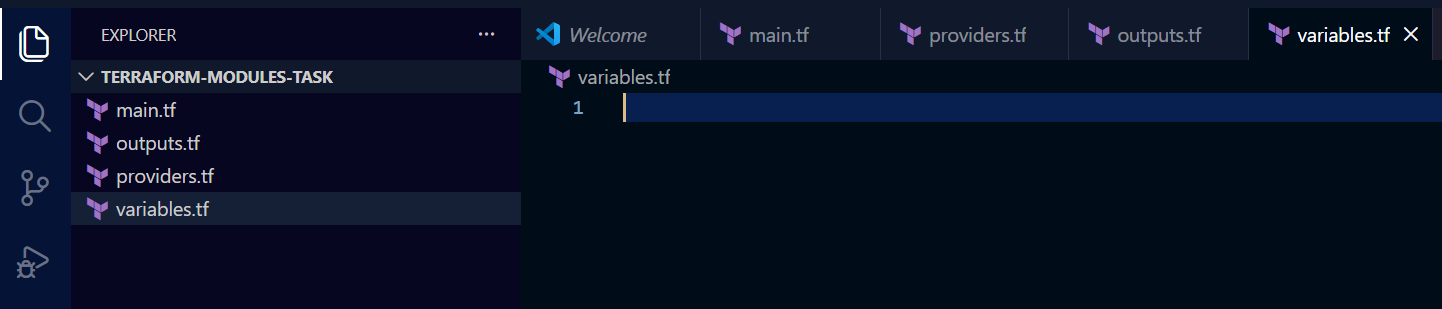 EXPLORER ...
TERRAFORM-MODULES-TASK
main.tf
outputs.tf
providers.tf
variables.tf
Welcome main.tf providers.tf outputs.tf variables.tf
variables.tf
1